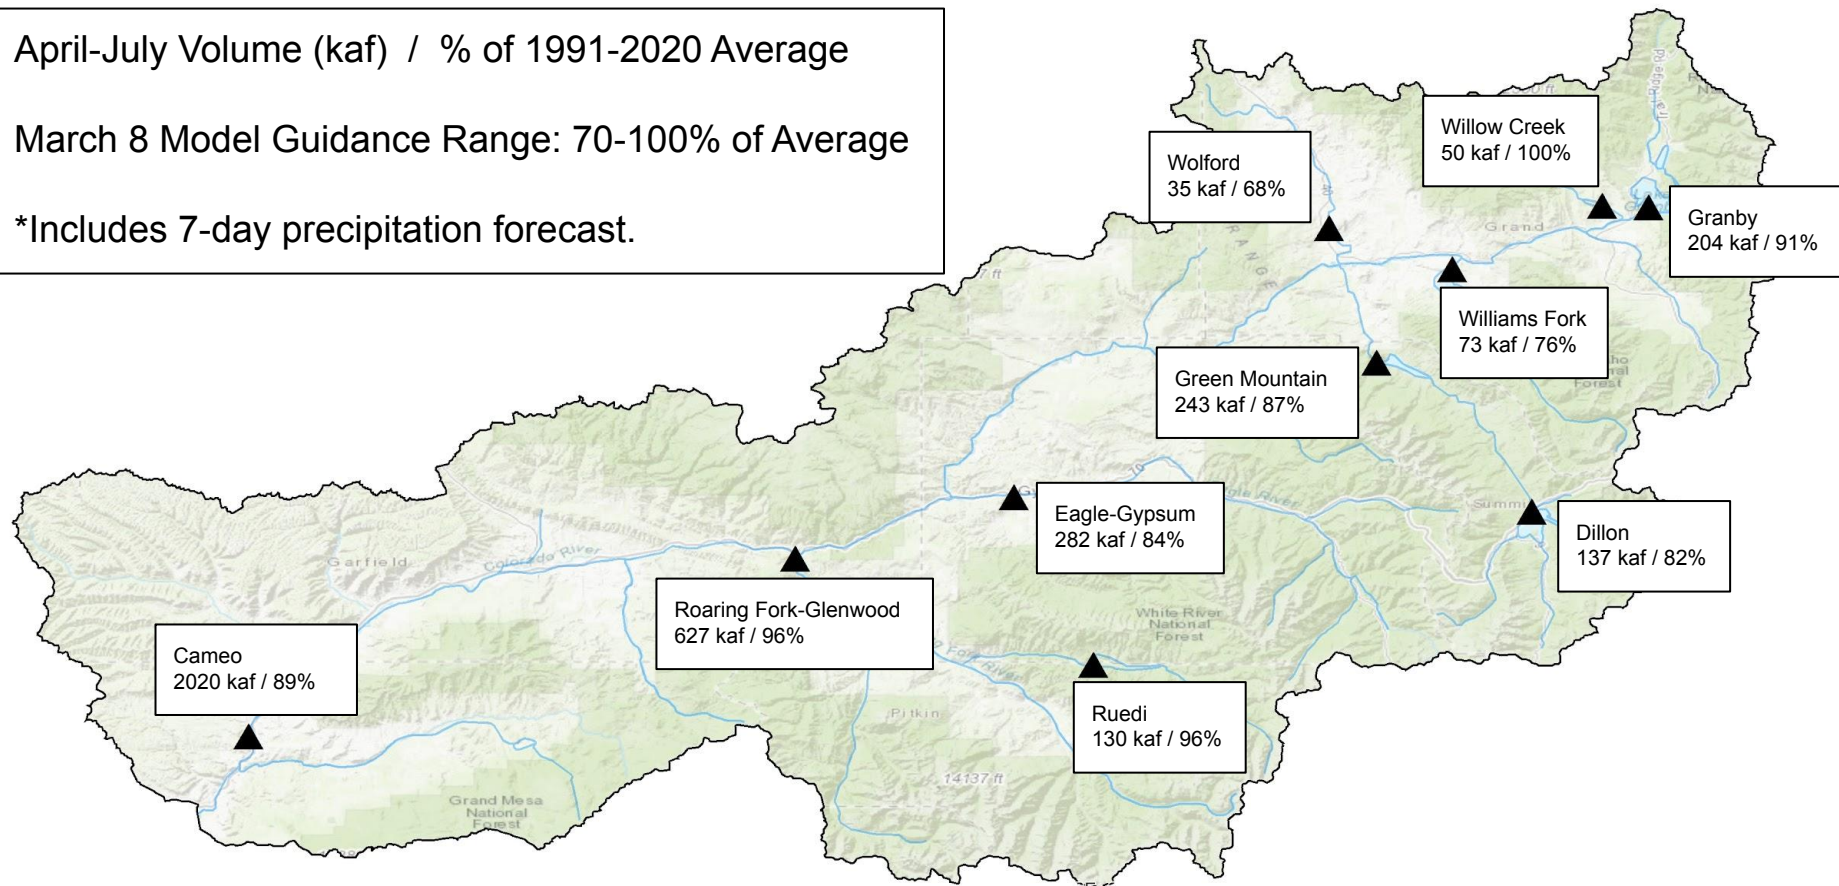 April-July Volume (kaf) / % of 1991-2020 Average
March 8 Model Guidance Range: 70-100% of Average
*Includes 7-day precipitation forecast.
Willow Creek
50 kaf / 100%
Wolford
35 kaf / 68%
Granby
204 kaf / 91%
Grand
Williams Fork
73 kaf / 76%
Green Mountain
243 kaf / 87%
Forest
70
Eagle-Gypsum
282 kaf / 84%
Dillon
137 kaf / 82%
Garfield
Colorado River
Roaring Fork-Glenwood
627 kaf / 96%
White River
National
Forest
Cameo
2020 kaf / 89%
Ruedi
130 kaf / 96%
Pitkin
14137 ft
Grand Mesa
National
Forest